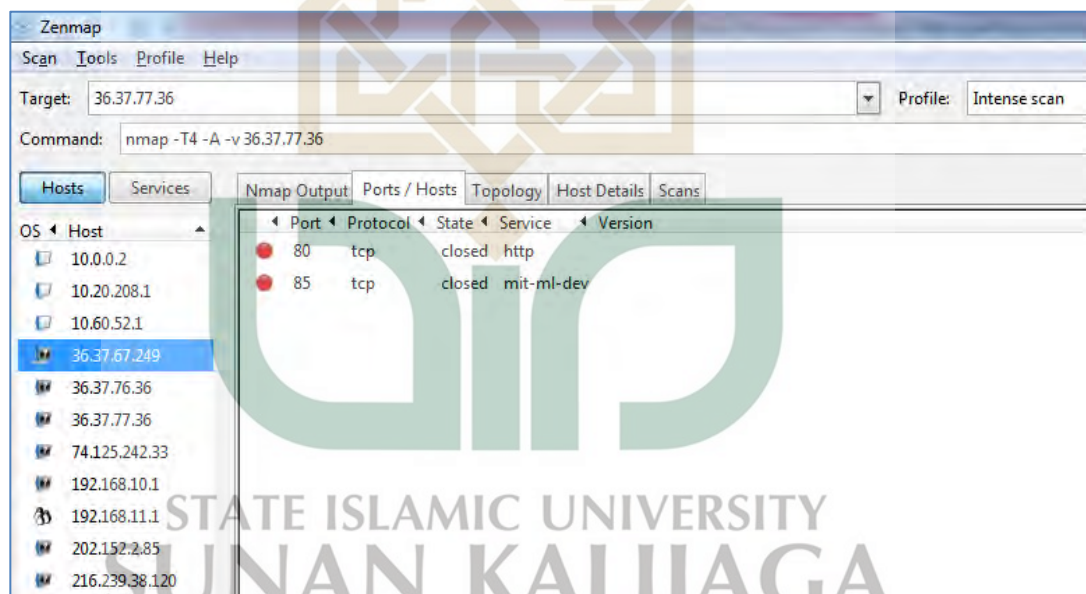 Zenmap
Scan Tools Profile Help
Target: 36.37.77.36 Profile: Intense scan
Command: nmap -T4 -A -v 36.37.77.36
Hosts Services Nmap Output Ports / Hosts Topology Host Details Scans
OS Host Port Protocol State Service Version
10.0.0.2 80 tcp closed http
10.20.208.1 85 tcp closed mit-ml-dev
10.60.52.1
36.37.67.249
36.37.76.36
36.37.77.36
74.125.242.33
192.168.10.1
192.168.11.1
202.152.2.85
216.239.38.120
STATE ISLAMIC UNIVERSITY
SUNAN KALIJAGA